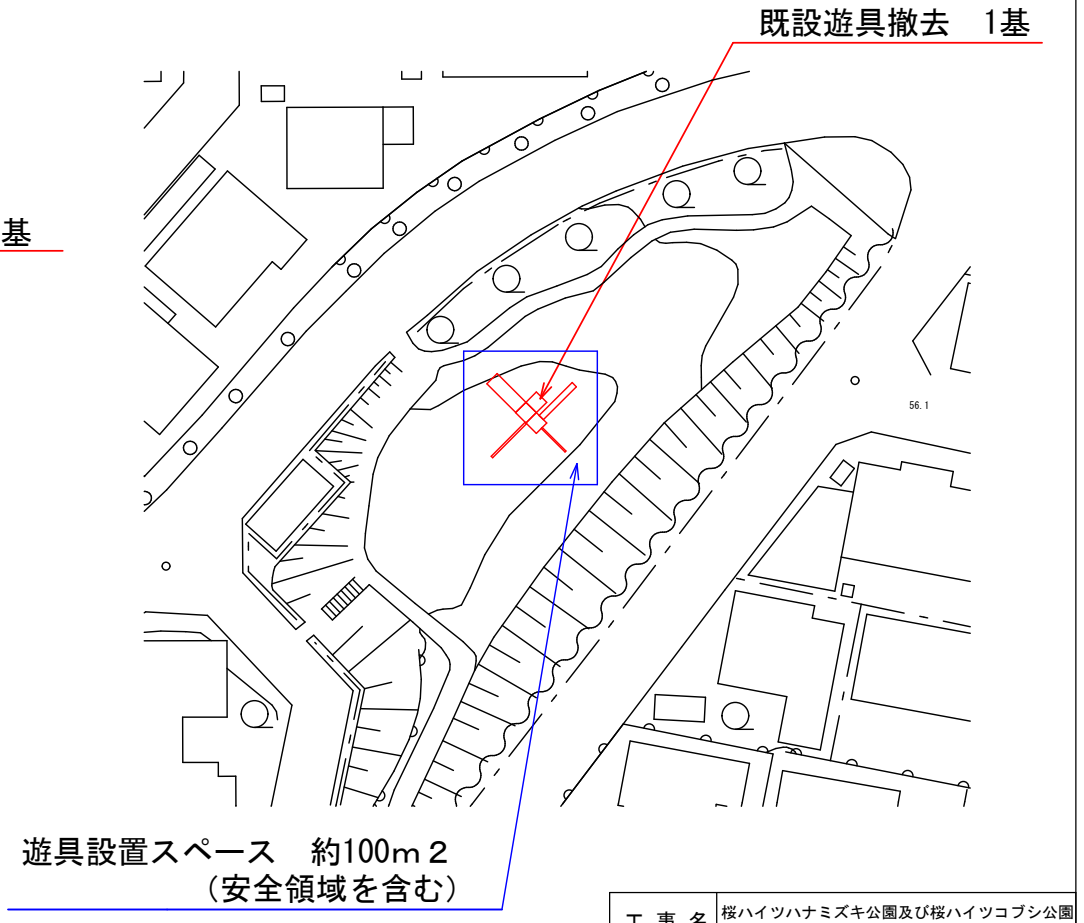 既設遊具撤去　1基
基
56.1
遊具設置スペース　約100m２
（安全領域を含む）
工 事 名
桜ハイツハナミズキ公園及び桜ハイツコブシ公園